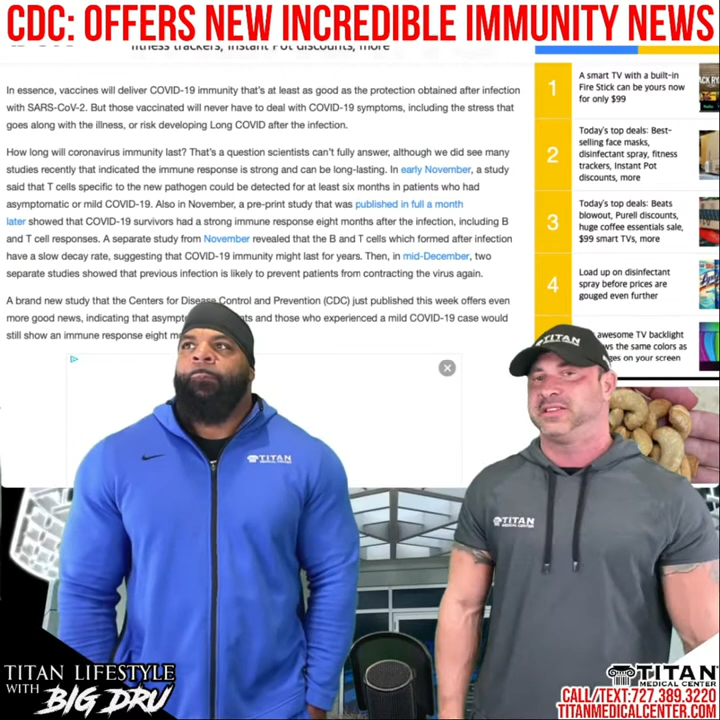 CDC: OFFERS NEW INCREDIBLE IMMUNITY NEWS
fitness trackers, Instant Pot discounts, more
In essence, vaccines will deliver COVID-19 immunity that's at least as good as the protection obtained after infection
with SARS-CoV-2. But those vaccinated will never have to deal with COVID-19 symptoms, including the stress that
goes along with the illness, or risk developing Long COVID after the infection.
How long will coronavirus immunity last? That's a question scientists can't fully answer, although we did see many
studies recently that indicated the immune response is strong and can be long-lasting. In early November, a study
said that T cells specific to the new pathogen could be detected for at least six months in patients who had
asymptomatic or mild COVID-19. Also in November, a pre-print study that was published in full a month
later showed that COVID-19 survivors had a strong immune response eight months after the infection, including B
and T cell responses. A separate study from November revealed that the B and T cells which formed after infection
have a slow decay rate, suggesting that COVID-19 immunity might last for years. Then, in mid-December, two
separate studies showed that previous infection is likely to prevent patients from contracting the virus again.
A brand new study that the Centers for Disease Control and Prevention (CDC) just published this week offers even
more good news, indicating that and those who experienced a mild COVID-19 case would
still show an immune response eight
1
A smart TV with a built-in
Fire Stick can be yours now
for only $99
2
Today's top deals: Best-
selling face masks,
disinfectant spray, fitness
trackers, Instant Pot
discounts, more
3
Today's top deals: Beats
blowout, Purell discounts,
huge coffee essentials sale,
$99 smart TVs, more
4
Load up on disinfectant
spray before prices are
gouged even further
awesome TV backlight
the same colors as
on your screen
TITAN
TITAN
MEDICAL CENTER
TITAN
MEDICAL CENTER
TITAN LIFESTYLE
WITH BIG DRU
TITAN
MEDICAL CENTER
CALL/TEXT:727.389.3220
TITANMEDICALCENTER.COM